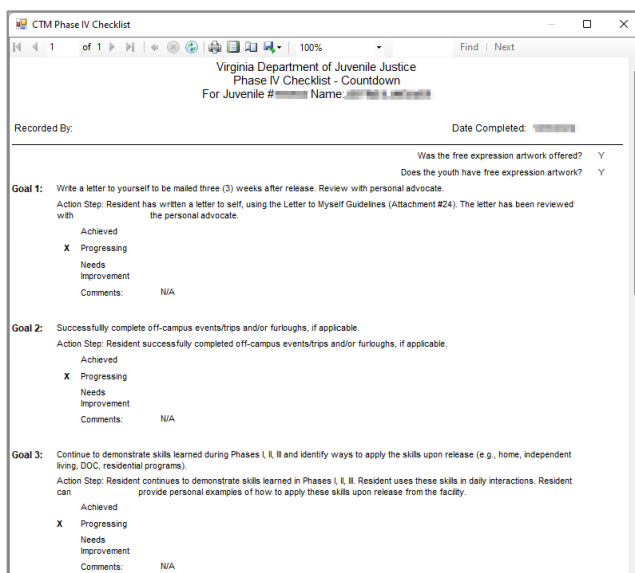 CTM Phase IV Checklist
1 of 1 100% Find | Next
Virginia Department of Juvenile Justice
Phase IV Checklist - Countdown
For Juvenile # Name:
Recorded By: Date Completed:
Was the free expression artwork offered? Y
Does the youth have free expression artwork? Y
Goal 1: Write a letter to yourself to be mailed three (3) weeks after release. Review with personal advocate.
Action Step: Resident has written a letter to self, using the Letter to Myself Guidelines (Attachment #24). The letter has been reviewed
with the personal advocate.
Achieved
X Progressing
Needs
Improvement
Comments: N/A
Goal 2: Successfully complete off-campus events/trips and/or furloughs, if applicable.
Action Step: Resident successfully completed off-campus events/trips and/or furloughs, if applicable.
Achieved
X Progressing
Needs
Improvement
Comments: N/A
Goal 3: Continue to demonstrate skills learned during Phases I, II, III and identify ways to apply the skills upon release (e.g., home, independent
living, DOC, residential programs).
Action Step: Resident continues to demonstrate skills learned in Phases I, II, III. Resident uses these skills in daily interactions. Resident
can provide personal examples of how to apply these skills upon release from the facility.
Achieved
X Progressing
Needs
Improvement
Comments: N/A